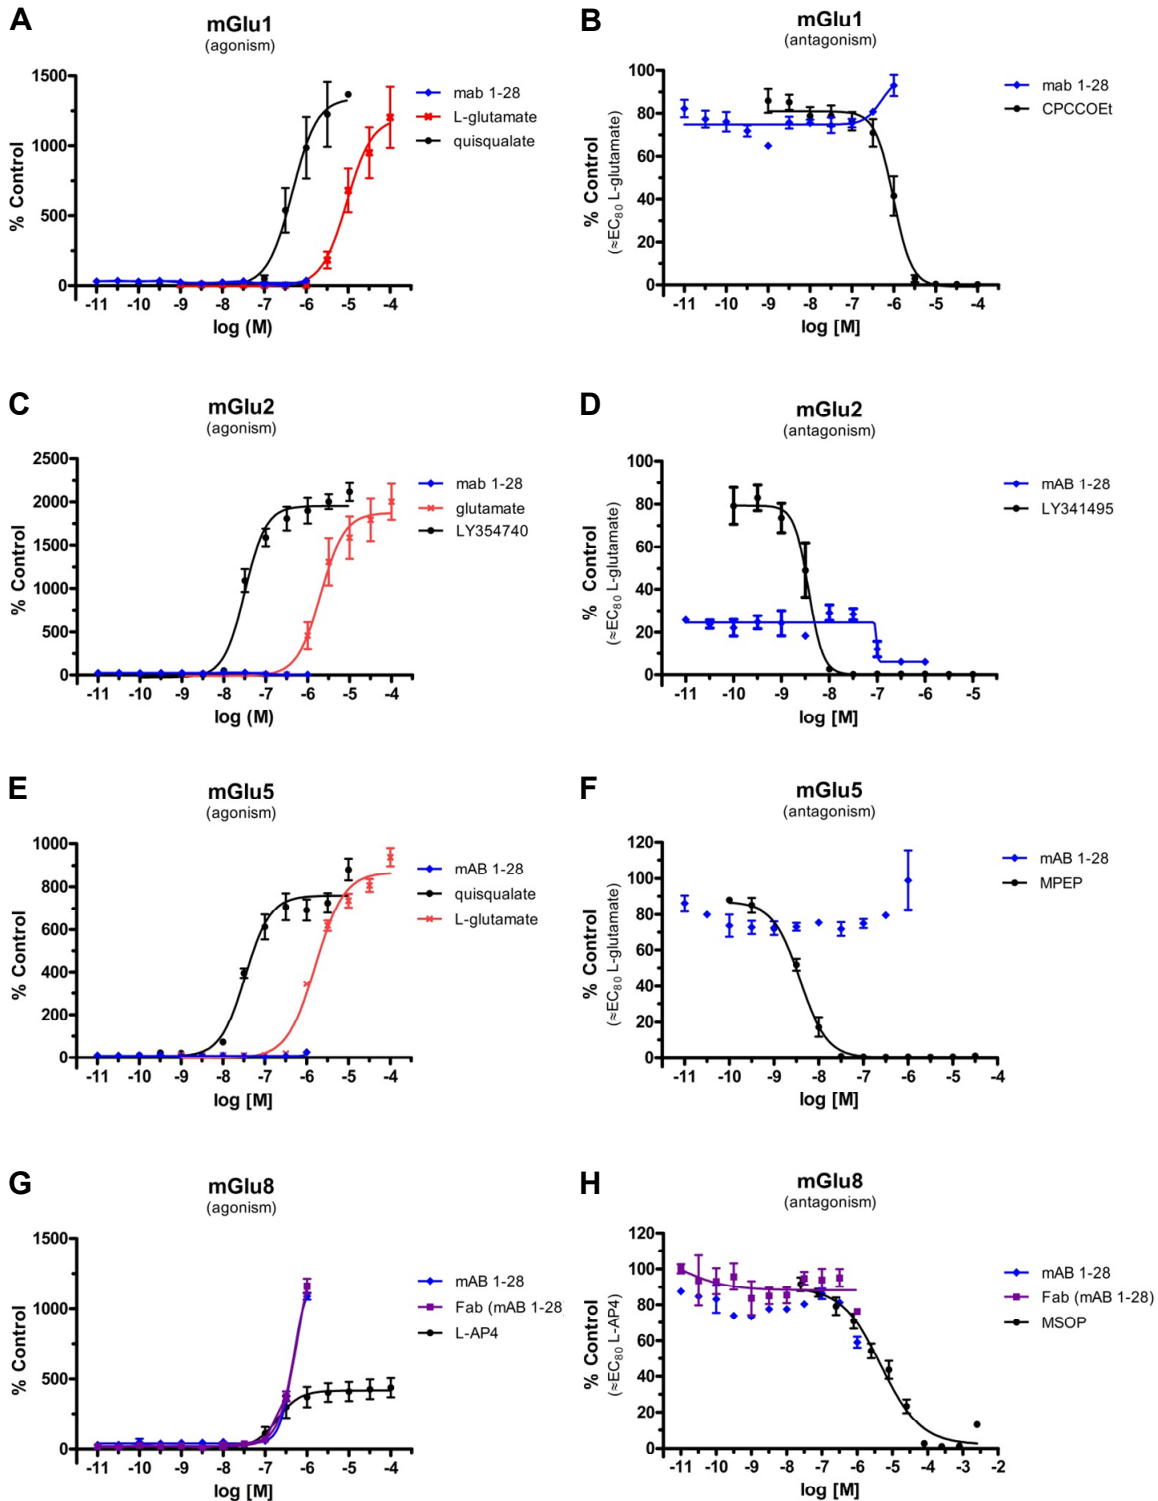 A
mGlu1
(agonism)
% Control
1500
1000
500
0
-11 -10 -9 -8 -7 -6 -5 -4
log (M)
mab 1-28
L-glutamate
quisqualate
B
mGlu1
(antagonism)
% Control
(≈EC80 L-glutamate)
100
80
60
40
20
0
-11 -10 -9 -8 -7 -6 -5 -4
log [M]
mab 1-28
CPCCOEt
C
mGlu2
(agonism)
% Control
2500
2000
1500
1000
500
0
-11 -10 -9 -8 -7 -6 -5 -4
log (M)
mab 1-28
glutamate
LY354740
D
mGlu2
(antagonism)
% Control
(≈EC80 L-glutamate)
100
80
60
40
20
0
-11 -10 -9 -8 -7 -6 -5
log [M]
mAB 1-28
LY341495
E
mGlu5
(agonism)
% Control
1000
800
600
400
200
0
-11 -10 -9 -8 -7 -6 -5 -4
log [M]
mAB 1-28
quisqualate
L-glutamate
F
mGlu5
(antagonism)
% Control
(≈EC80 L-glutamate)
120
100
80
60
40
20
0
-11 -10 -9 -8 -7 -6 -5 -4
log [M]
mAB 1-28
MPEP
G
mGlu8
(agonism)
% Control
1500
1000
500
0
-11 -10 -9 -8 -7 -6 -5 -4
log [M]
mAB 1-28
Fab (mAB 1-28)
L-AP4
H
mGlu8
(antagonism)
% Control
(≈EC80 L-AP4)
120
100
80
60
40
20
0
-11 -10 -9 -8 -7 -6 -5 -4 -3 -2
log [M]
mAB 1-28
Fab (mAB 1-28)
MSOP